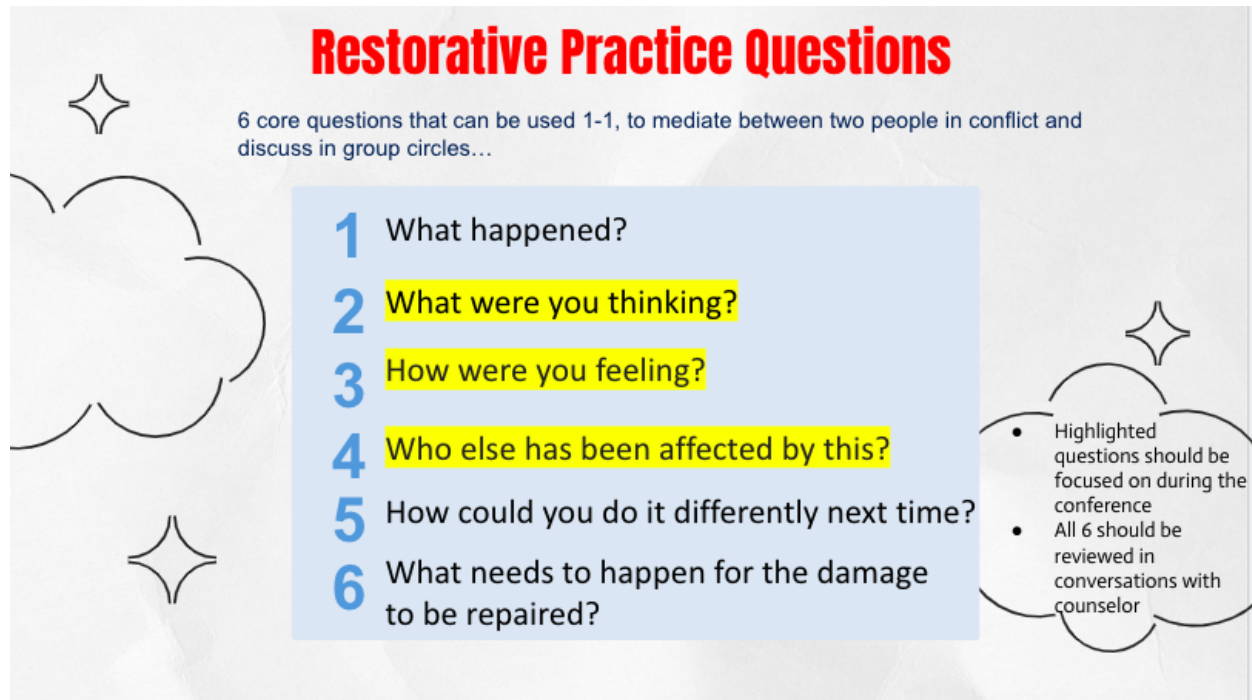 Restorative Practice Questions
6 core questions that can be used 1-1, to mediate between two people in conflict and
discuss in group circles…
1 What happened?
2 What were you thinking?
3 How were you feeling?
4 Who else has been affected by this?
5 How could you do it differently next time?
6 What needs to happen for the damage
to be repaired?
● Highlighted
questions should be
focused on during the
conference
● All 6 should be
reviewed in
conversations with
counselor